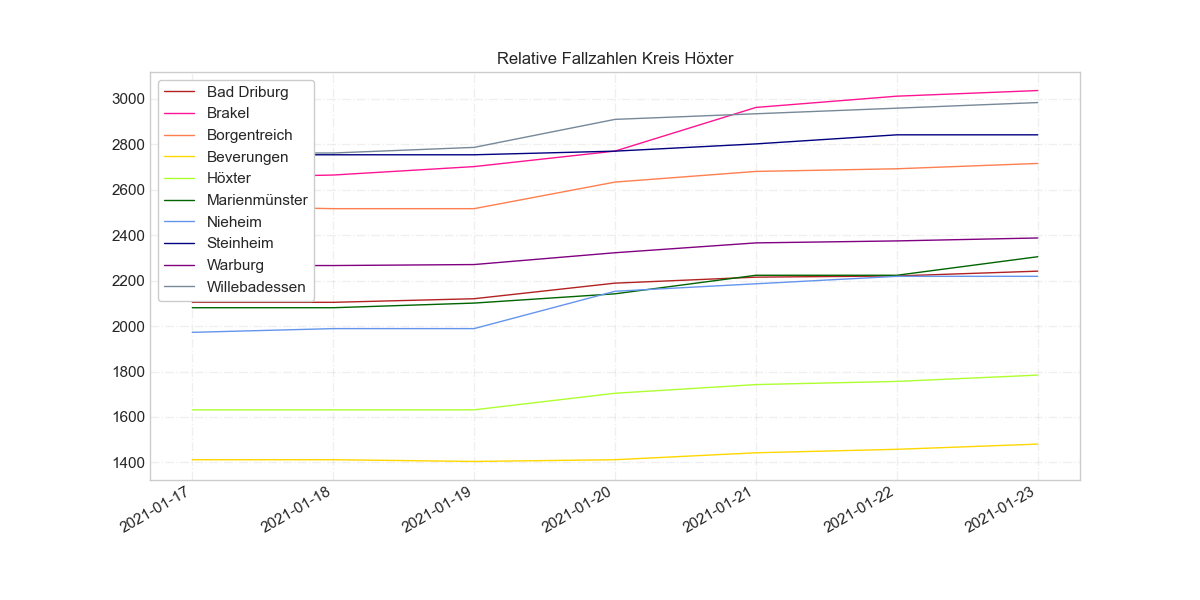 Relative Fallzahlen Kreis Höxter
3000
2800
2600
2400
2200
2000
1800
1600
1400
Bad Driburg
Brakel
Borgentreich
Beverungen
Höxter
Marienmünster
Nieheim
Steinheim
Warburg
Willebadessen
2021-01-17
2021-01-18
2021-01-19
2021-01-20
2021-01-21
2021-01-22
2021-01-23